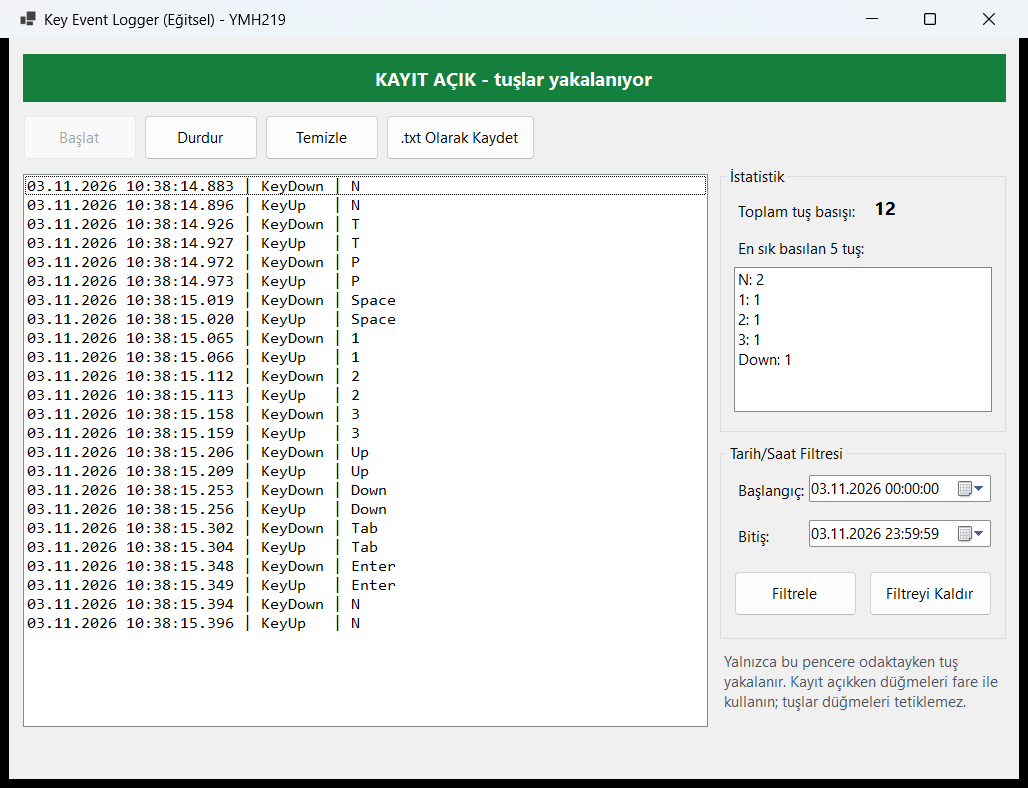 Key Event Logger (Eğitsel) - YMH219
KAYIT AÇIK - tuşlar yakalanıyor
Başlat
Durdur
Temizle
.txt Olarak Kaydet
03.11.2026 10:38:14.883 | KeyDown | N
03.11.2026 10:38:14.896 | KeyUp   | N
03.11.2026 10:38:14.926 | KeyDown | T
03.11.2026 10:38:14.927 | KeyUp   | T
03.11.2026 10:38:14.972 | KeyDown | P
03.11.2026 10:38:14.973 | KeyUp   | P
03.11.2026 10:38:15.019 | KeyDown | Space
03.11.2026 10:38:15.020 | KeyUp   | Space
03.11.2026 10:38:15.065 | KeyDown | 1
03.11.2026 10:38:15.066 | KeyUp   | 1
03.11.2026 10:38:15.112 | KeyDown | 2
03.11.2026 10:38:15.113 | KeyUp   | 2
03.11.2026 10:38:15.158 | KeyDown | 3
03.11.2026 10:38:15.159 | KeyUp   | 3
03.11.2026 10:38:15.206 | KeyDown | Up
03.11.2026 10:38:15.209 | KeyUp   | Up
03.11.2026 10:38:15.253 | KeyDown | Down
03.11.2026 10:38:15.256 | KeyUp   | Down
03.11.2026 10:38:15.302 | KeyDown | Tab
03.11.2026 10:38:15.304 | KeyUp   | Tab
03.11.2026 10:38:15.348 | KeyDown | Enter
03.11.2026 10:38:15.349 | KeyUp   | Enter
03.11.2026 10:38:15.394 | KeyDown | N
03.11.2026 10:38:15.396 | KeyUp   | N
İstatistik
Toplam tuş basışı: 12
En sık basılan 5 tuş:
N: 2
1: 1
2: 1
3: 1
Down: 1
Tarih/Saat Filtresi
Başlangıç: 03.11.2026 00:00:00
Bitiş: 03.11.2026 23:59:59
Filtrele
Filtreyi Kaldır
Yalnızca bu pencere odaktayken tuş
yakalanır. Kayıt açıkken düğmeleri fare ile
kullanın; tuşlar düğmeleri tetiklemez.